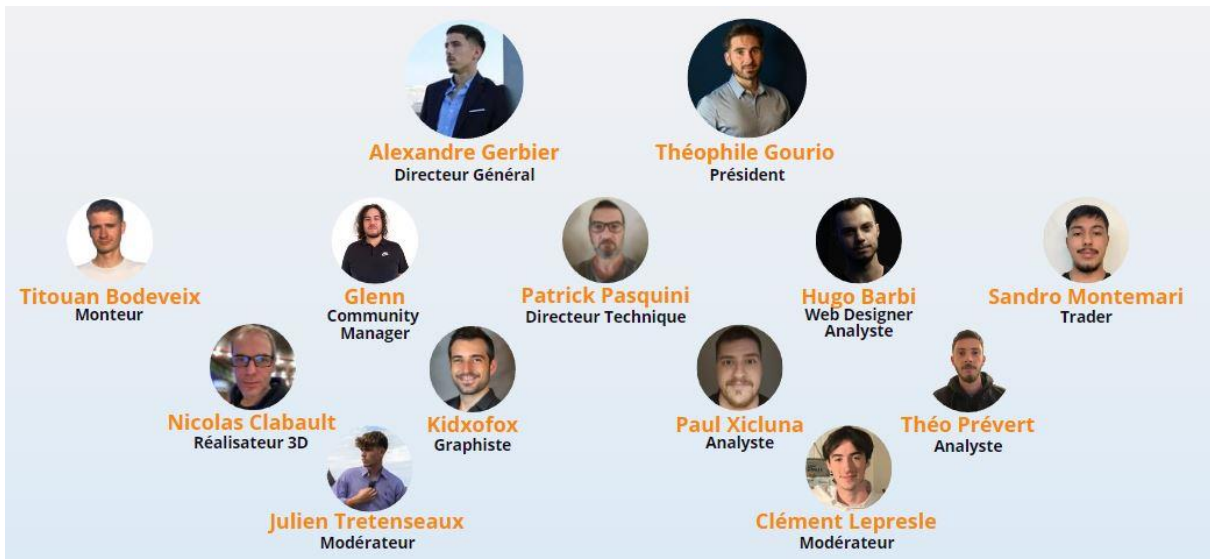 Alexandre Gerbier
Directeur Général
Théophile Gourio
Président
Titouan Bodeveix
Monteur
Glenn
Community
Manager
Patrick Pasquini
Directeur Technique
Hugo Barbi
Web Designer
Analyste
Sandro Montemari
Trader
Nicolas Clabault
Réalisateur 3D
Kidxofox
Graphiste
Paul Xicluna
Analyste
Théo Prévert
Analyste
Julien Tretenseaux
Modérateur
Clément Lepresle
Modérateur